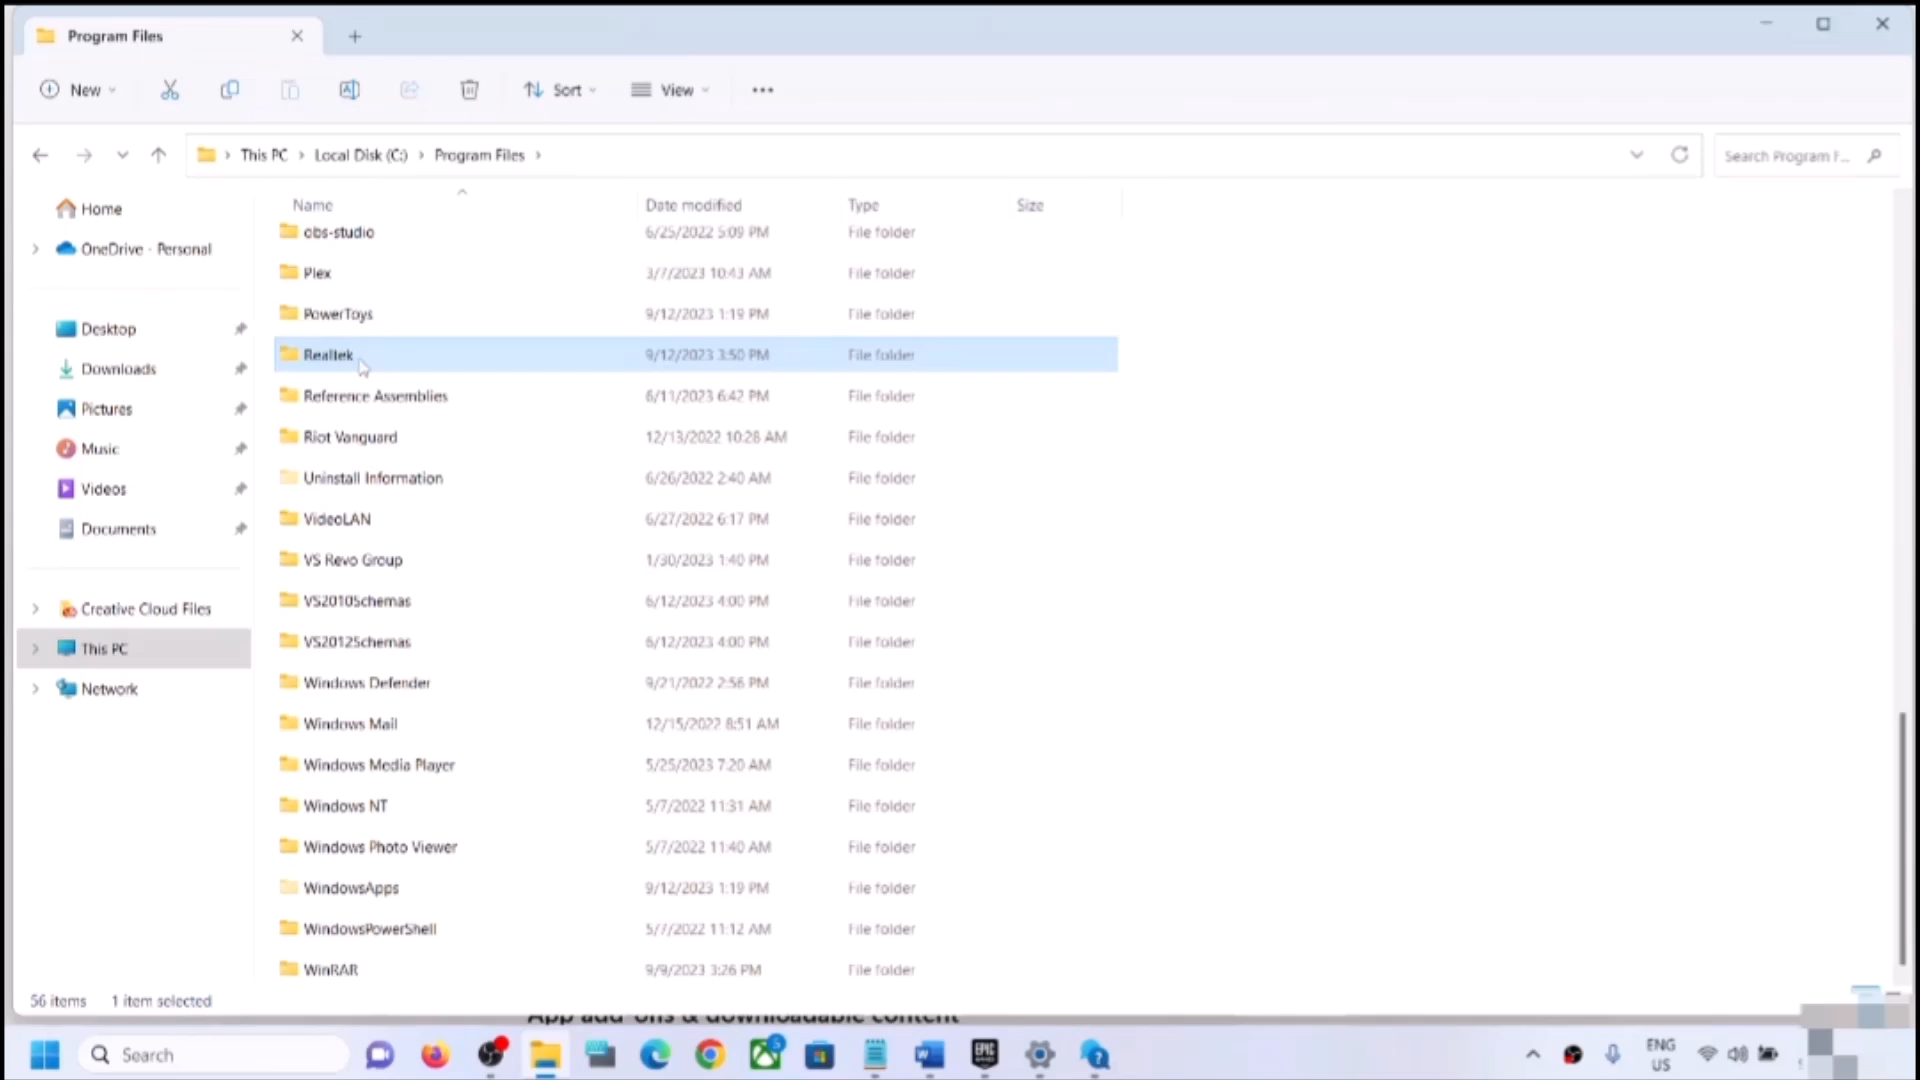 Program Files
New
Sort
View
This PC
Local Disk (C:)
Program Files
Search Program F...
Home
OneDrive - Personal
Desktop
Downloads
Pictures
Music
Videos
Documents
Creative Cloud Files
This PC
Network
Name Date modified Type Size
obs-studio 6/25/2022 5:09 PM File folder
Plex 3/7/2023 10:43 AM File folder
PowerToys 9/12/2023 1:19 PM File folder
Realtek 9/12/2023 3:50 PM File folder
Reference Assemblies 6/11/2023 6:42 PM File folder
Riot Vanguard 12/13/2022 10:28 AM File folder
Uninstall Information 6/26/2022 2:40 AM File folder
VideoLAN 6/27/2022 6:17 PM File folder
VS Revo Group 1/30/2023 1:40 PM File folder
VS2010Schemas 6/12/2023 4:00 PM File folder
VS2012Schemas 6/12/2023 4:00 PM File folder
Windows Defender 9/21/2022 2:56 PM File folder
Windows Mail 12/15/2022 8:51 AM File folder
Windows Media Player 5/25/2023 7:20 AM File folder
Windows NT 5/7/2022 11:31 AM File folder
Windows Photo Viewer 5/7/2022 11:40 AM File folder
WindowsApps 9/12/2023 1:19 PM File folder
WindowsPowerShell 5/7/2022 11:12 AM File folder
WinRAR 9/9/2023 3:26 PM File folder
56 items 1 item selected
App add-ons & downloadable content
Search
5
EPIC GAMES
ENG
US